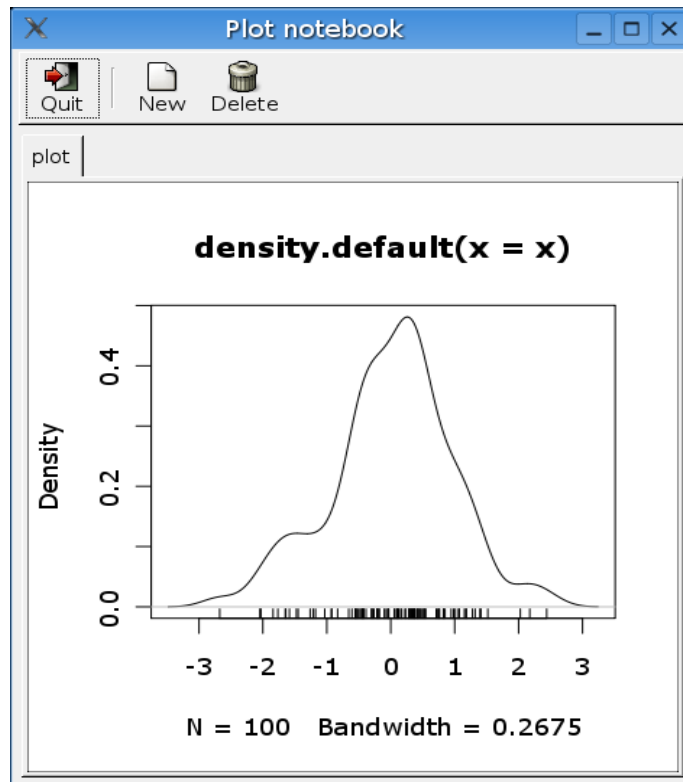 Plot notebook
Quit New Delete
plot
density.default(x = x)
Density
0.4
0.2
0.0
-3 -2 -1 0 1 2 3
N = 100 Bandwidth = 0.2675